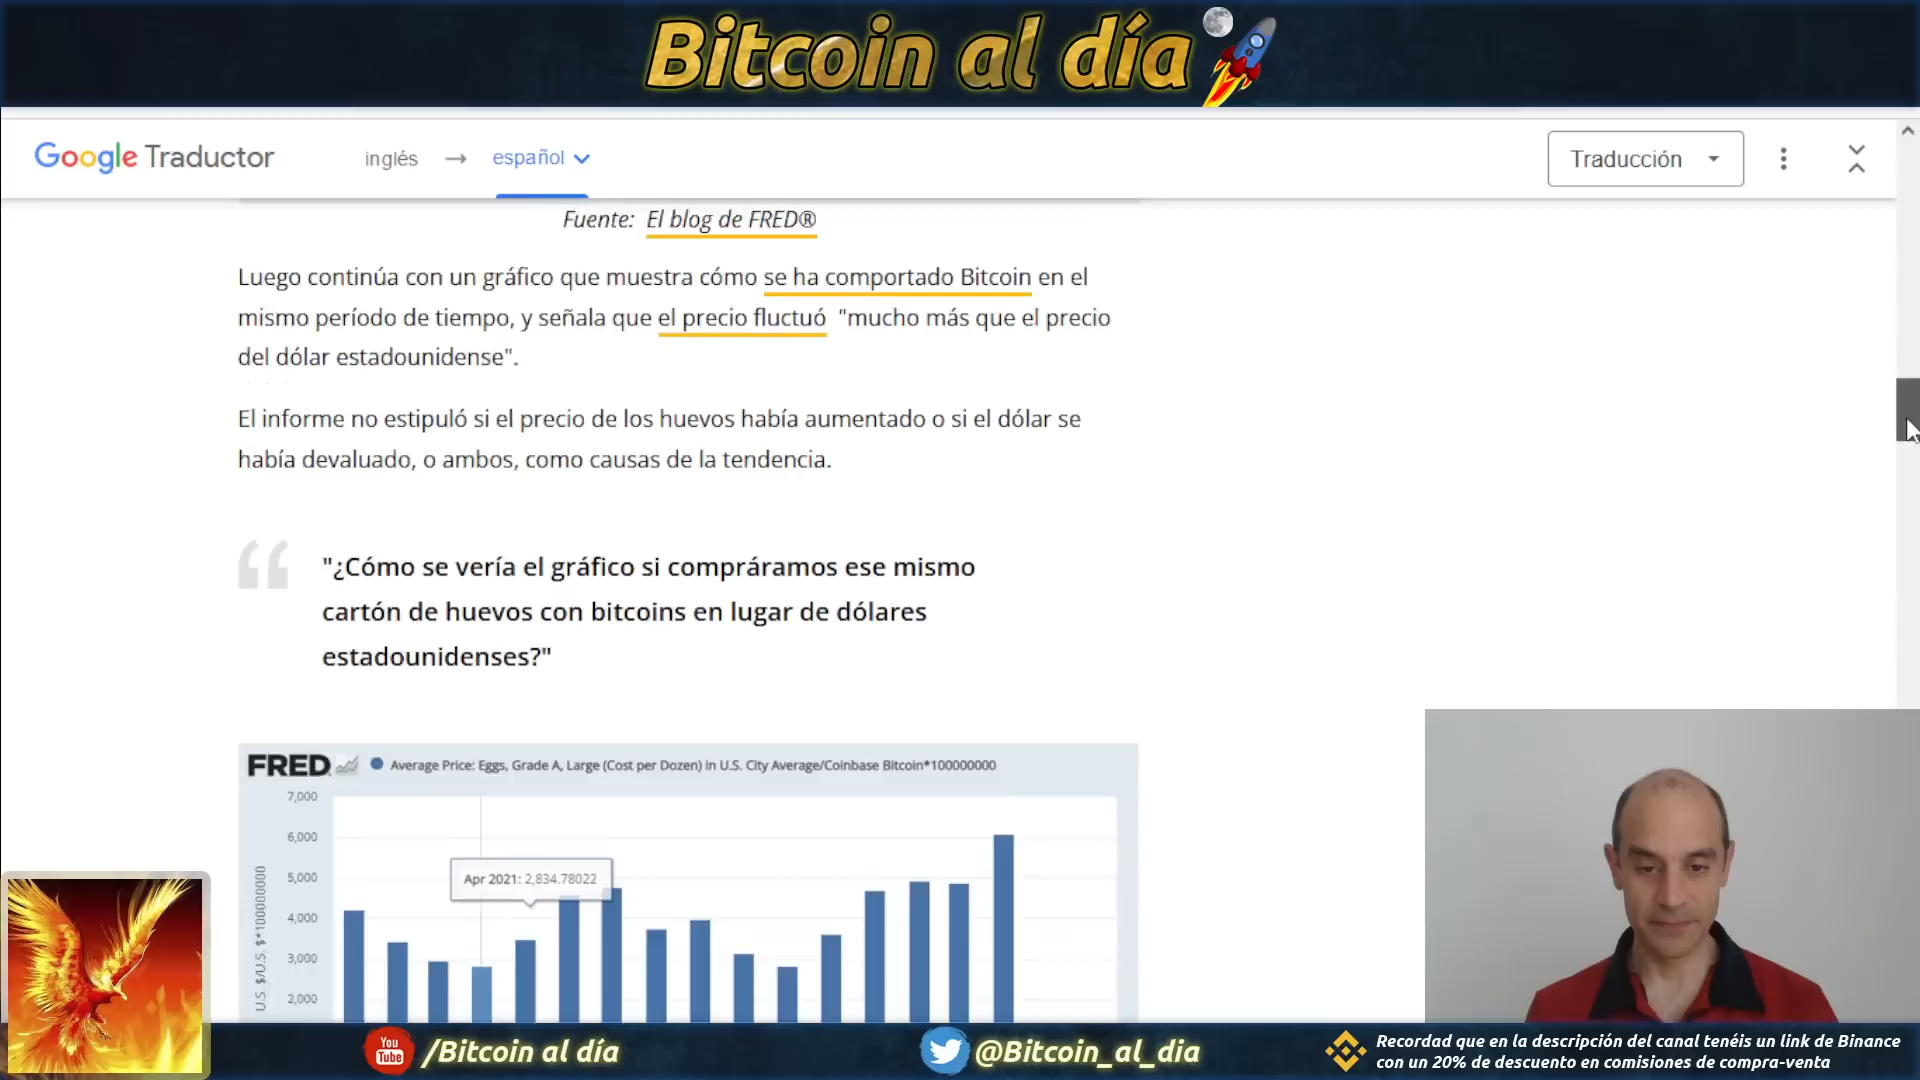 Bitcoin al día
Google Traductor
inglés → español
Traducción
Fuente: El blog de FRED®
Luego continúa con un gráfico que muestra cómo se ha comportado Bitcoin en el
mismo período de tiempo, y señala que el precio fluctuó "mucho más que el precio
del dólar estadounidense".
El informe no estipuló si el precio de los huevos había aumentado o si el dólar se
había devaluado, o ambos, como causas de la tendencia.
"¿Cómo se vería el gráfico si compráramos ese mismo
cartón de huevos con bitcoins en lugar de dólares
estadounidenses?"
FRED
Average Price: Eggs, Grade A, Large (Cost per Dozen) in U.S. City Average/Coinbase Bitcoin*100000000
7,000
6,000
5,000
4,000
3,000
2,000
U.S. $/U.S. $*100000000
Apr 2021: 2,834.78022
You
Tube
/Bitcoin al día
@Bitcoin_al_dia
Recordad que en la descripción del canal tenéis un link de Binance
con un 20% de descuento en comisiones de compra-venta